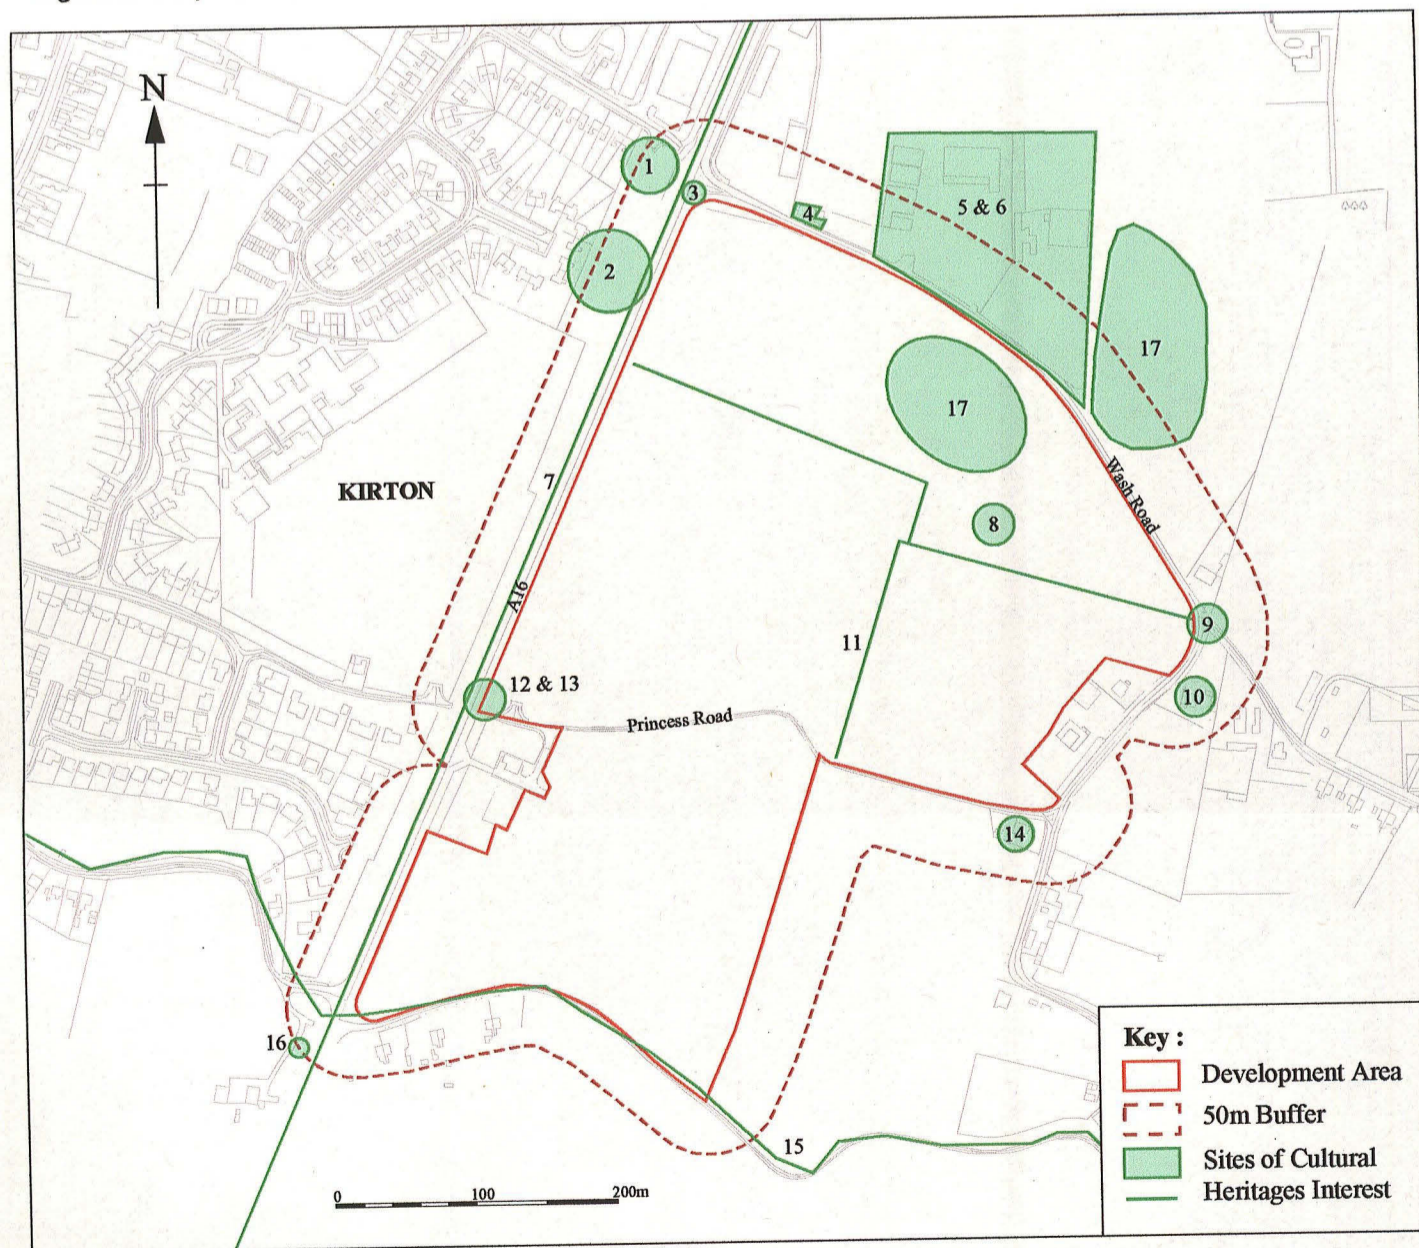 N
1
3
4
5 & 6
2
17
17
7
KIRTON
8
Wash Road
A16
9
11
12 & 13
10
Princess Road
14
16
15
0 100 200m
Key :
Development Area
50m Buffer
Sites of Cultural
Heritages Interest